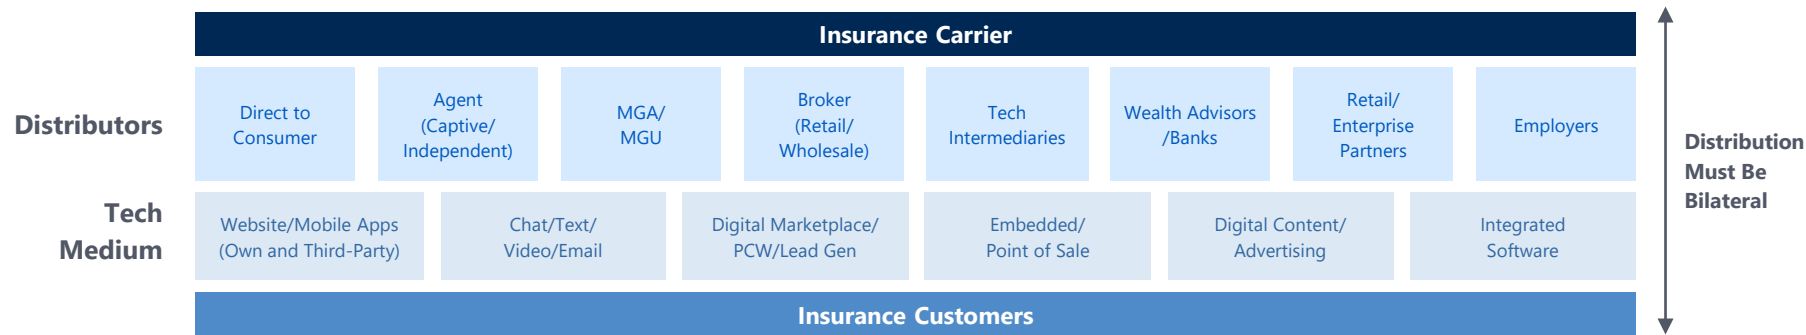 Insurance Carrier
Distributors
Direct to
Consumer
Agent
(Captive/
Independent)
MGA/
MGU
Broker
(Retail/
Wholesale)
Tech
Intermediaries
Wealth Advisors
/Banks
Retail/
Enterprise
Partners
Employers
Tech
Medium
Website/Mobile Apps
(Own and Third-Party)
Chat/Text/
Video/Email
Digital Marketplace/
PCW/Lead Gen
Embedded/
Point of Sale
Digital Content/
Advertising
Integrated
Software
Insurance Customers
Distribution
Must Be
Bilateral